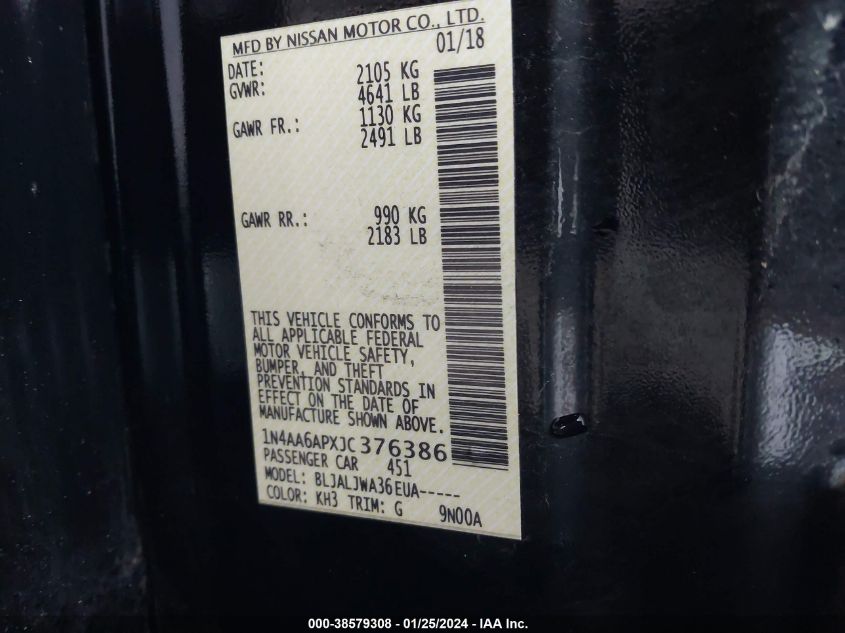 MFD BY NISSAN MOTOR CO., LTD.
DATE: 01/18
GVWR: 2105 KG
4641 LB
GAWR FR.: 1130 KG
2491 LB
GAWR RR.: 990 KG
2183 LB
THIS VEHICLE CONFORMS TO
ALL APPLICABLE FEDERAL
MOTOR VEHICLE SAFETY,
BUMPER, AND THEFT
PREVENTION STANDARDS IN
EFFECT ON THE DATE OF
MANUFACTURE SHOWN ABOVE.
1N4AA6APXJC376386
PASSENGER CAR 451
MODEL: BLJALJWA36EUA-----
COLOR: KH3 TRIM: G 9N00A
000-38579308 - 01/25/2024 - IAA Inc.